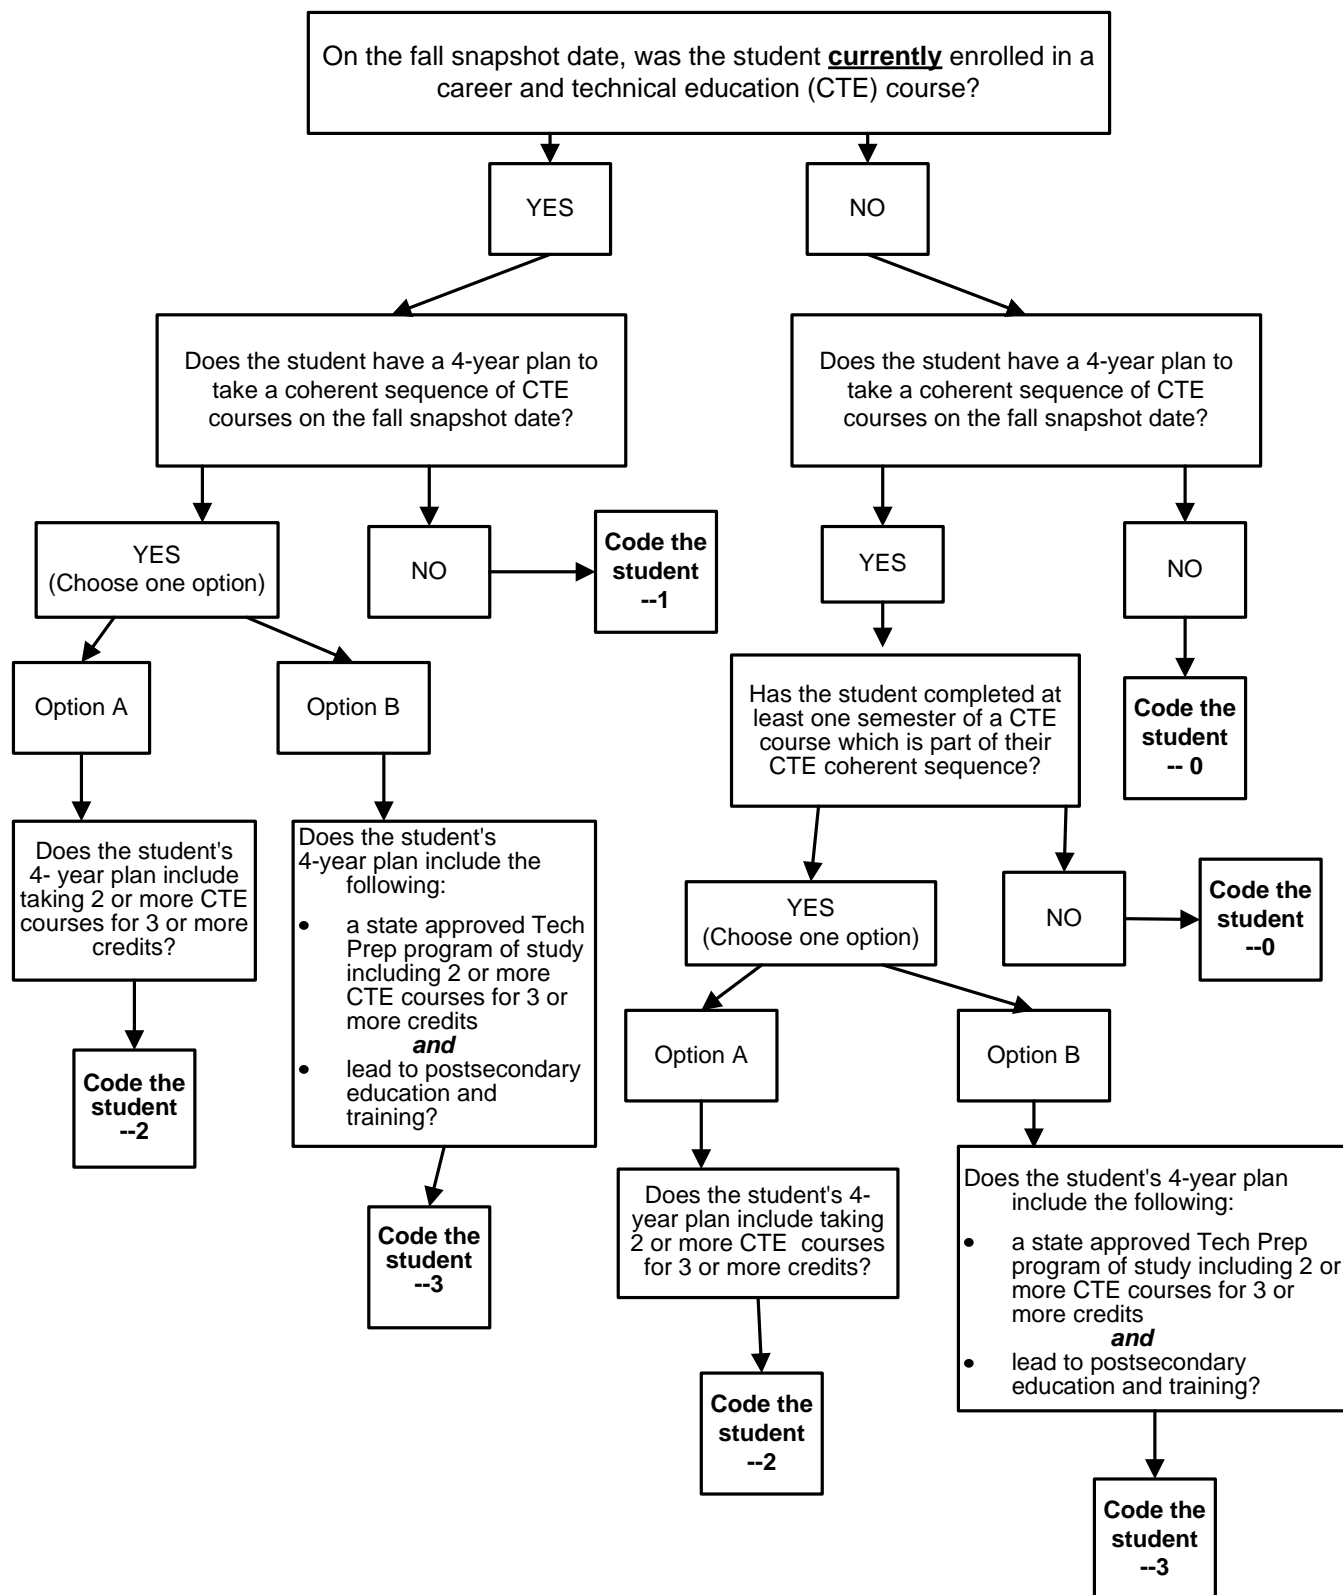 On the fall snapshot date, was the student currently enrolled in a
career and technical education (CTE) course?
YES
NO
Does the student have a 4-year plan to
take a coherent sequence of CTE
courses on the fall snapshot date?
Does the student have a 4-year plan to
take a coherent sequence of CTE
courses on the fall snapshot date?
YES
(Choose one option)
NO
Code the
student
--1
YES
NO
Option A
Option B
Has the student completed at
least one semester of a CTE
course which is part of their
CTE coherent sequence?
Code the
student
-- 0
Does the student's
4- year plan include
taking 2 or more CTE
courses for 3 or more
credits?
Does the student's
4-year plan include the
following:
• a state approved Tech
Prep program of study
including 2 or more
CTE courses for 3 or
more credits
and
• lead to postsecondary
education and
training?
YES
(Choose one option)
NO
Code the
student
--0
Code the
student
--2
Option A
Option B
Code the
student
--3
Does the student's 4-
year plan include taking
2 or more CTE  courses
for 3 or more credits?
Does the student's 4-year plan
include the following:
• a state approved Tech Prep
program of study including 2 or
more CTE courses for 3 or
more credits
and
• lead to postsecondary
education and training?
Code the
student
--2
Code the
student
--3